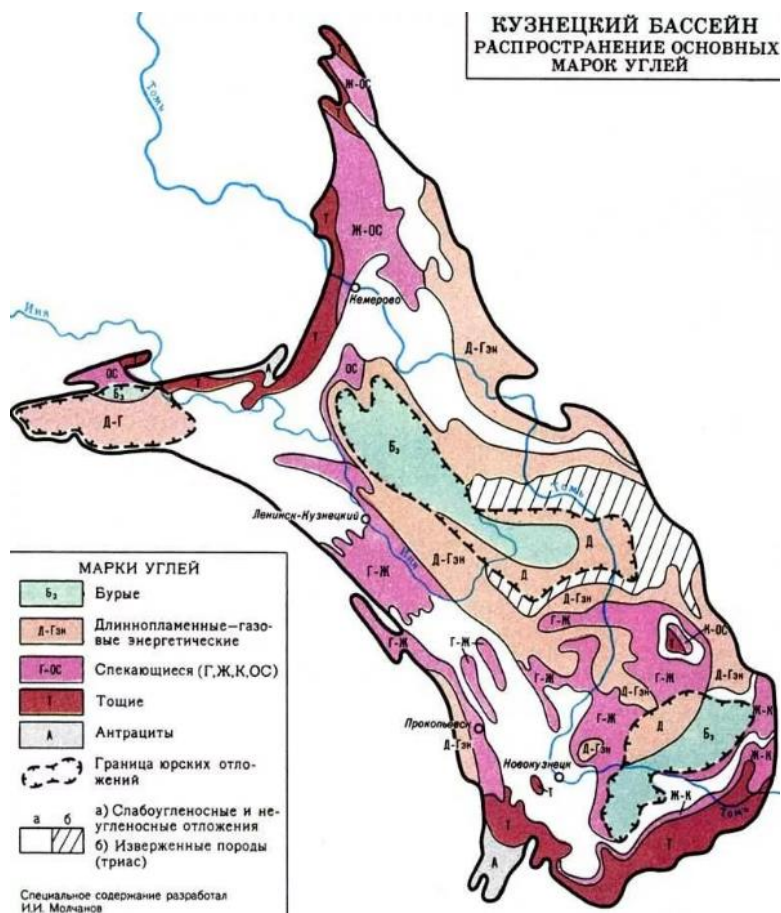 КУЗНЕЦКИЙ БАССЕЙН
РАСПРОСТРАНЕНИЕ ОСНОВНЫХ
МАРОК УГЛЕЙ
Томь
Ж-ОС
Т
Т
Ж-ОС
Кемерово
Иня
Д-Гэн
Т
А
ОС
ОС
Т
Б₃
Д-Г
Б₃
Томь
Ленинск-Кузнецкий
Иня
Д-Гэн
Д
Д
Г-Ж
Д-Гэн
Г-Ж
К-ОС
Т
Г-Ж
Г-Ж
Г-Ж
Г-Ж
Д-Гэн
Д-Гэн
Ж-К
Г-Ж
Д
Б₃
Прокопьевск
Д-Гэн
Д-Гэн
Ж-К
Новокузнецк
Т
Ж-К
Томь
Т
Т
А
МАРКИ УГЛЕЙ
Б₃ Бурые
Д-Гэн Длиннопламенные—газо-
вые энергетические
Г-ОС Спекающиеся (Г,Ж,К,ОС)
Т Тощие
А Антрациты
Граница юрских отло-
жений
а б а) Слабоугленосные и не-
угленосные отложения
б) Изверженные породы
(триас)
Специальное содержание разработал
И.И. Молчанов